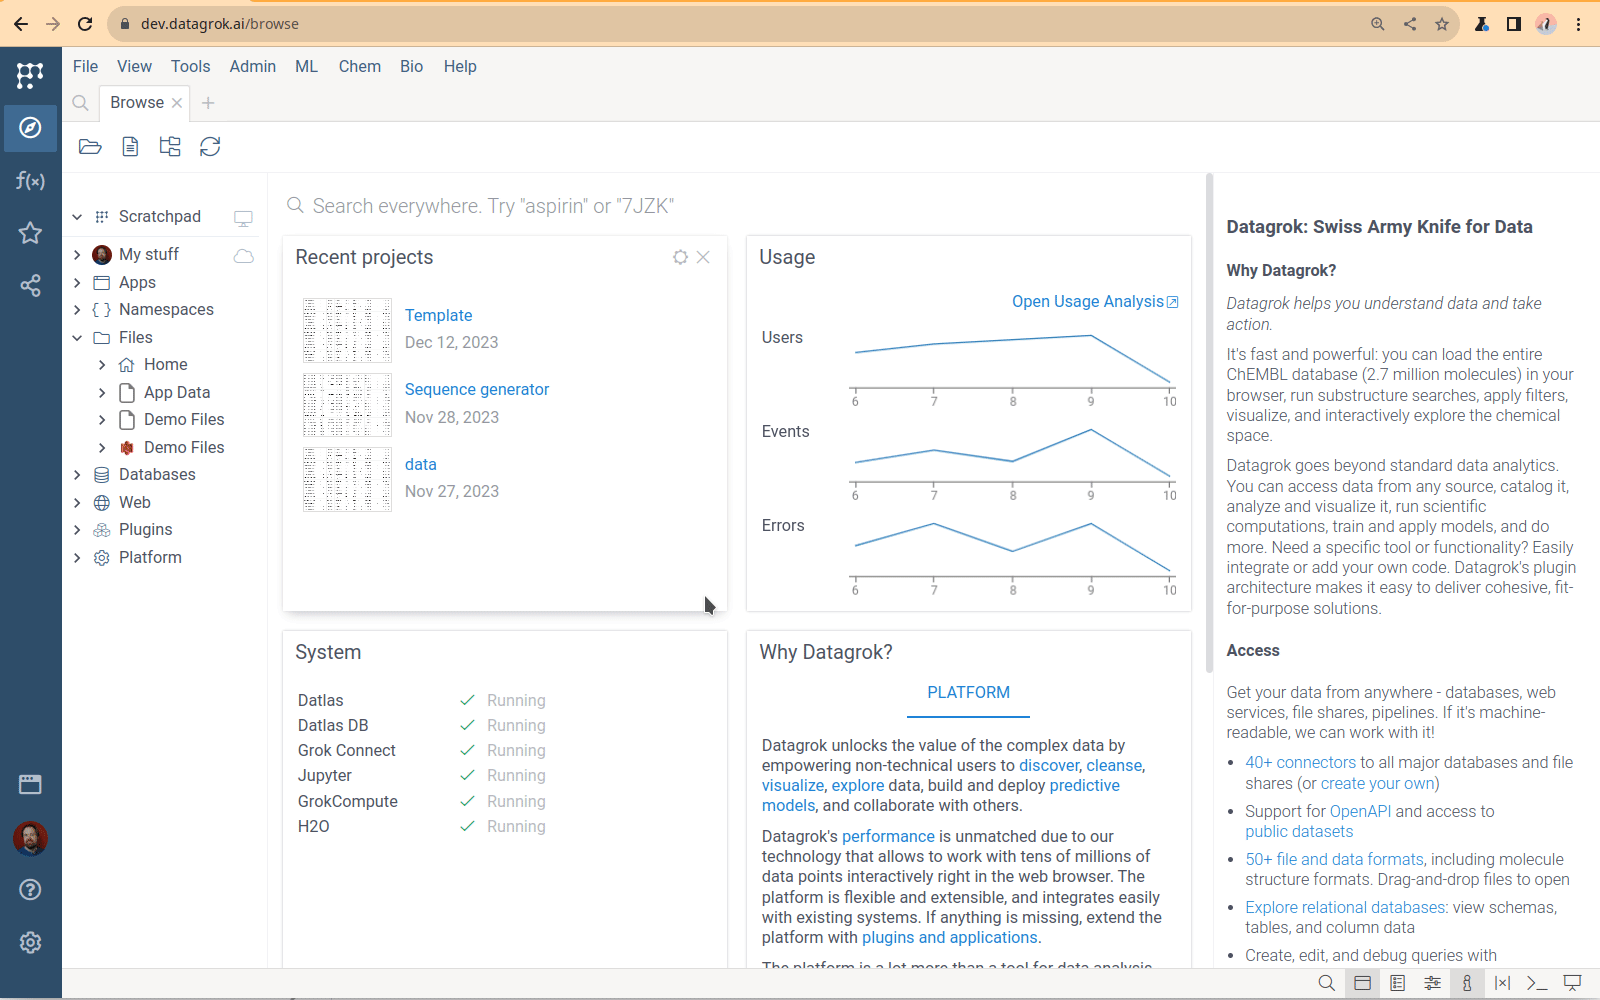 dev.datagrok.ai/browse
File View Tools Admin ML Chem Bio Help
Browse
f(x)
Scratchpad
My stuff
Apps
Namespaces
Files
Home
App Data
Demo Files
Demo Files
Databases
Web
Plugins
Platform
Search everywhere. Try "aspirin" or "7JZK"
Recent projects
Template
Dec 12, 2023
Sequence generator
Nov 28, 2023
data
Nov 27, 2023
Usage
Open Usage Analysis
Users
6 7 8 9 10
Events
6 7 8 9 10
Errors
6 7 8 9 10
System
Datlas Running
Datlas DB Running
Grok Connect Running
Jupyter Running
GrokCompute Running
H2O Running
Why Datagrok?
PLATFORM
Datagrok unlocks the value of the complex data by
empowering non-technical users to discover, cleanse,
visualize, explore data, build and deploy predictive
models, and collaborate with others.
Datagrok's performance is unmatched due to our
technology that allows to work with tens of millions of
data points interactively right in the web browser. The
platform is flexible and extensible, and integrates easily
with existing systems. If anything is missing, extend the
platform with plugins and applications.
The platform is a lot more than a tool for data analysis
Datagrok: Swiss Army Knife for Data
Why Datagrok?
Datagrok helps you understand data and take
action.
It's fast and powerful: you can load the entire
ChEMBL database (2.7 million molecules) in your
browser, run substructure searches, apply filters,
visualize, and interactively explore the chemical
space.
Datagrok goes beyond standard data analytics.
You can access data from any source, catalog it,
analyze and visualize it, run scientific
computations, train and apply models, and do
more. Need a specific tool or functionality? Easily
integrate or add your own code. Datagrok's plugin
architecture makes it easy to deliver cohesive, fit-
for-purpose solutions.
Access
Get your data from anywhere - databases, web
services, file shares, pipelines. If it's machine-
readable, we can work with it!
• 40+ connectors to all major databases and file
shares (or create your own)
• Support for OpenAPI and access to
public datasets
• 50+ file and data formats, including molecule
structure formats. Drag-and-drop files to open
• Explore relational databases: view schemas,
tables, and column data
• Create, edit, and debug queries with